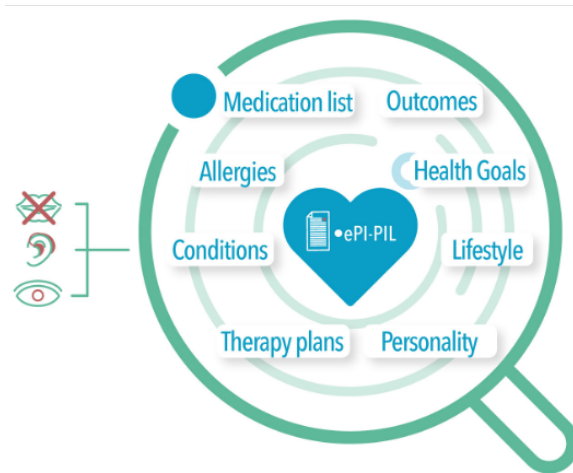 Medication list
Outcomes
Allergies
Health Goals
•ePI-PIL
Conditions
Lifestyle
Therapy plans
Personality